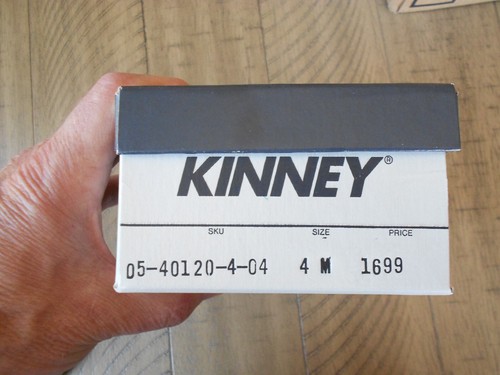 KINNEY®
SKU SIZE PRICE
05-40120-4-04 4 M 1699